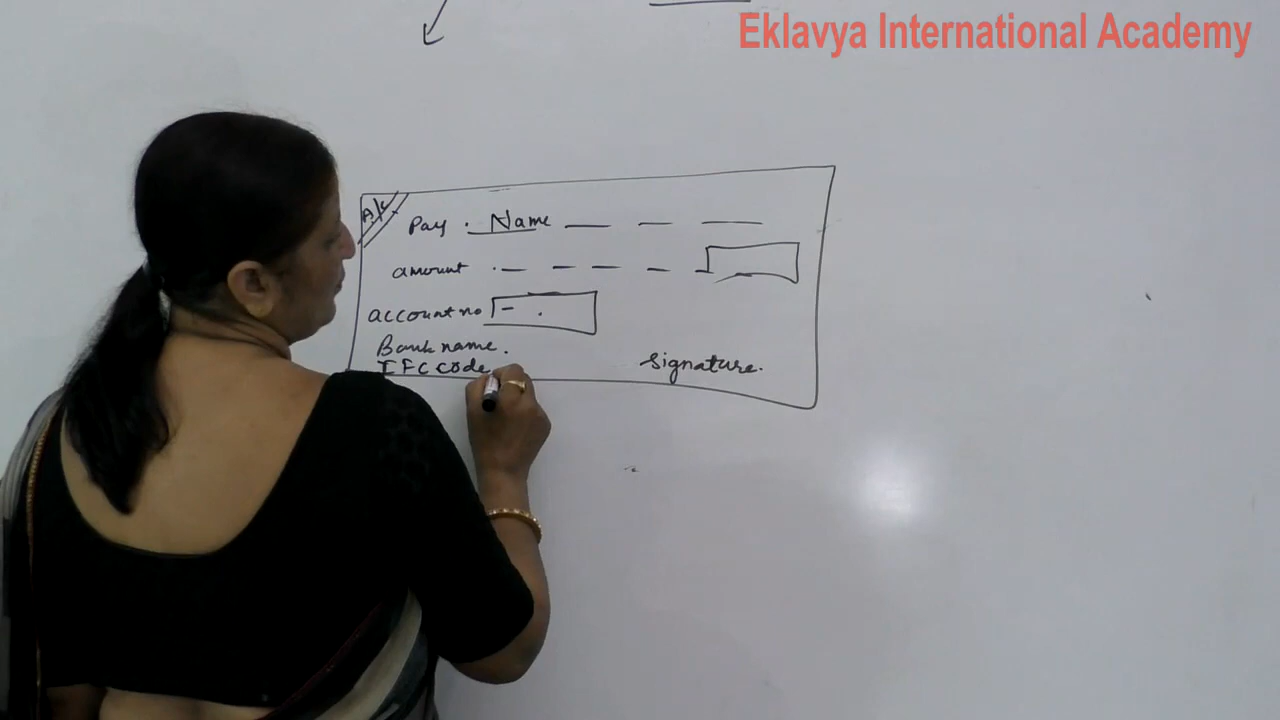 Eklavya International Academy
A/c
Pay. Name
amount
account no
Bank name.
IFC code
signature.